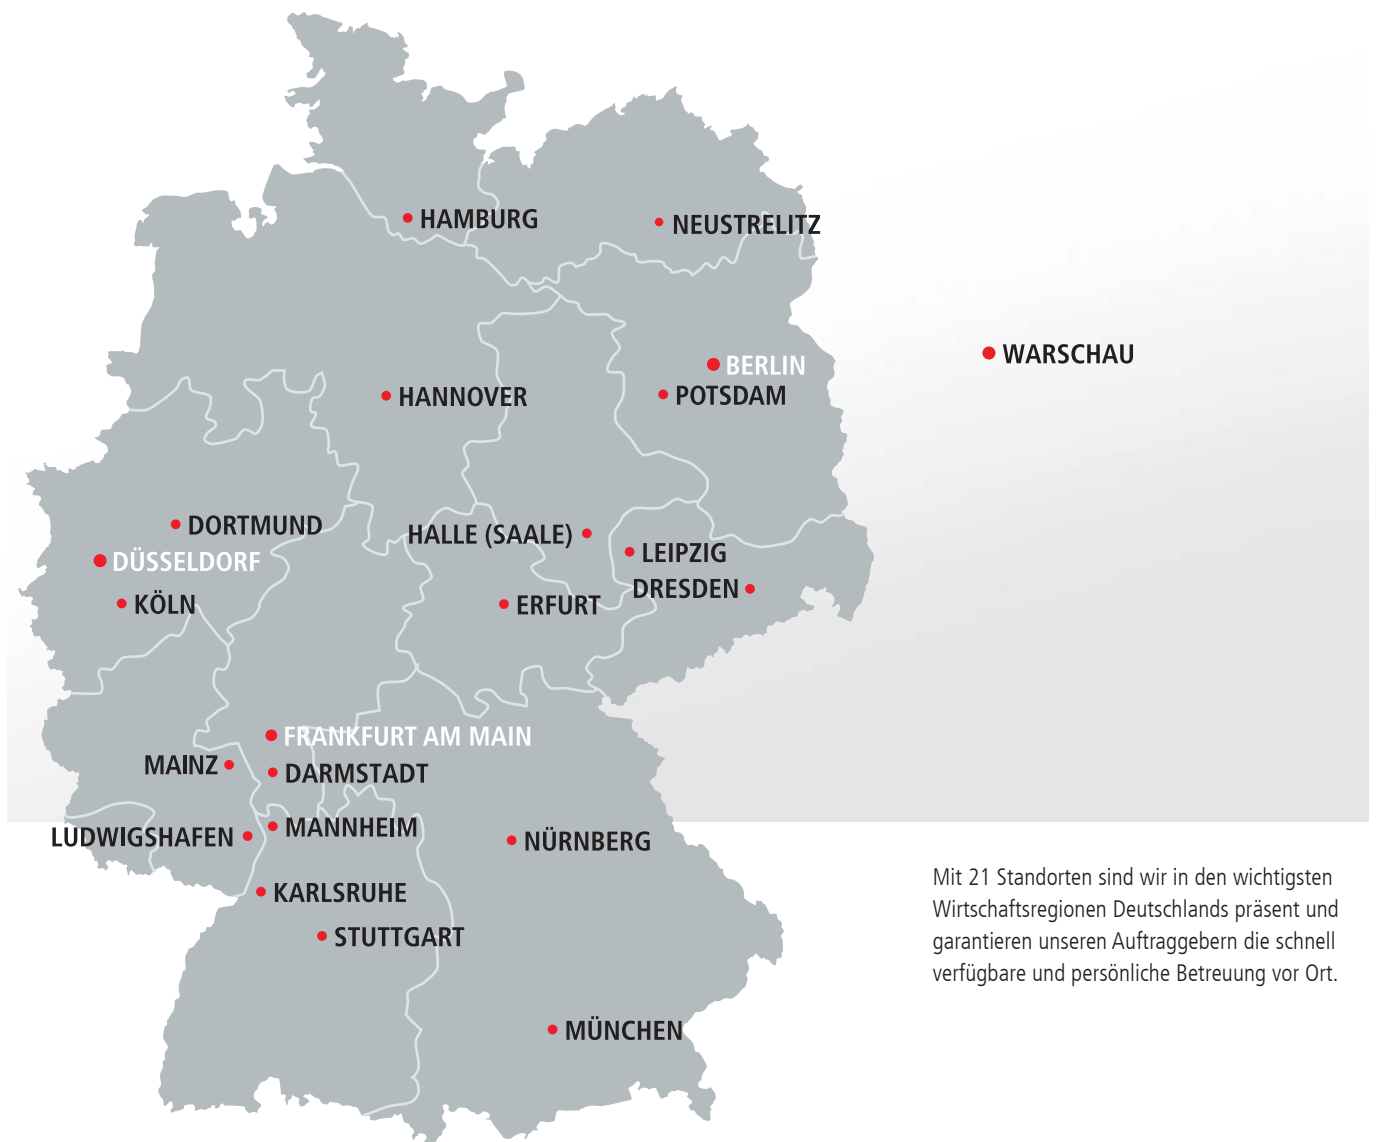 HAMBURG
NEUSTRELITZ
WARSCHAU
BERLIN
POTSDAM
HANNOVER
DORTMUND
HALLE (SAALE)
LEIPZIG
DÜSSELDORF
DRESDEN
KÖLN
ERFURT
FRANKFURT AM MAIN
MAINZ
DARMSTADT
MANNHEIM
LUDWIGSHAFEN
NÜRNBERG
KARLSRUHE
STUTTGART
MÜNCHEN
Mit 21 Standorten sind wir in den wichtigsten
Wirtschaftsregionen Deutschlands präsent und
garantieren unseren Auftraggebern die schnell
verfügbare und persönliche Betreuung vor Ort.